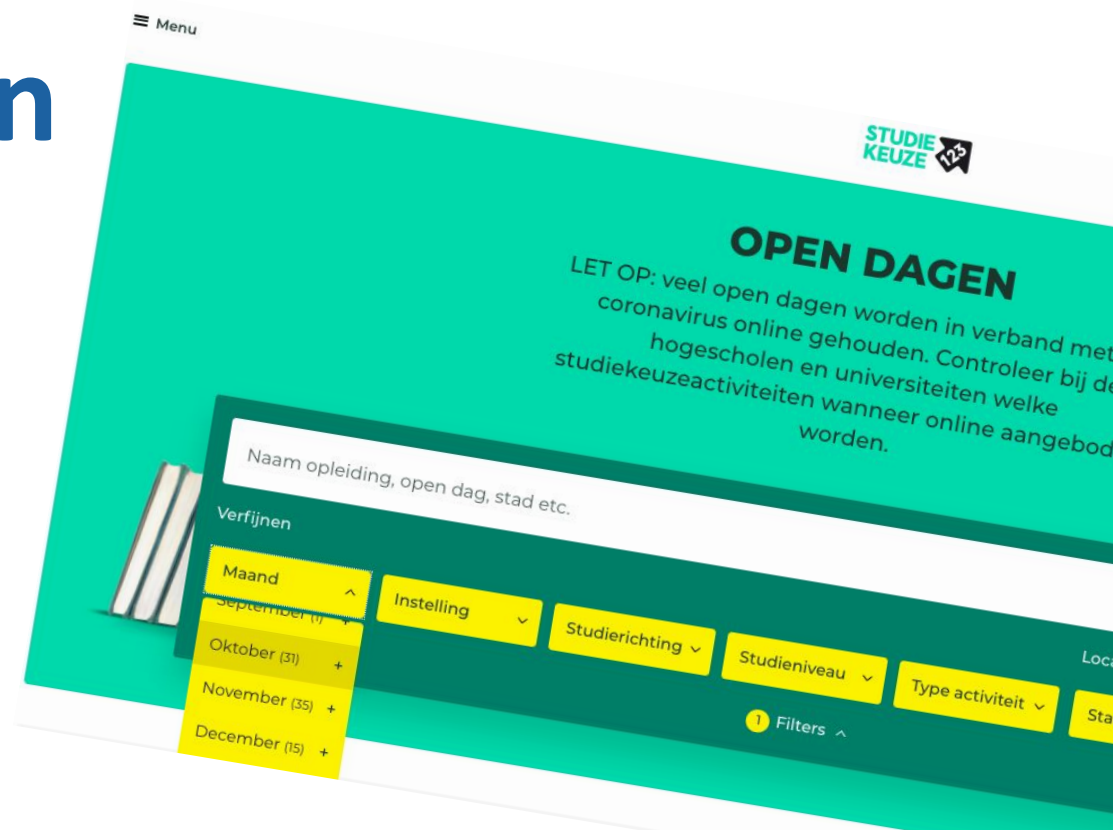 n
Menu
STUDIE
KEUZE 123
OPEN DAGEN
LET OP: veel open dagen worden in verband met
coronavirus online gehouden. Controleer bij de
hogescholen en universiteiten welke
studiekeuzeactiviteiten wanneer online aangebod
worden.
Naam opleiding, open dag, stad etc.
Verfijnen
Loca
Maand
Instelling
Studierichting
Studieniveau
Type activiteit
Sta
September (1) +
Oktober (31) +
November (35) +
December (15) +
1 Filters